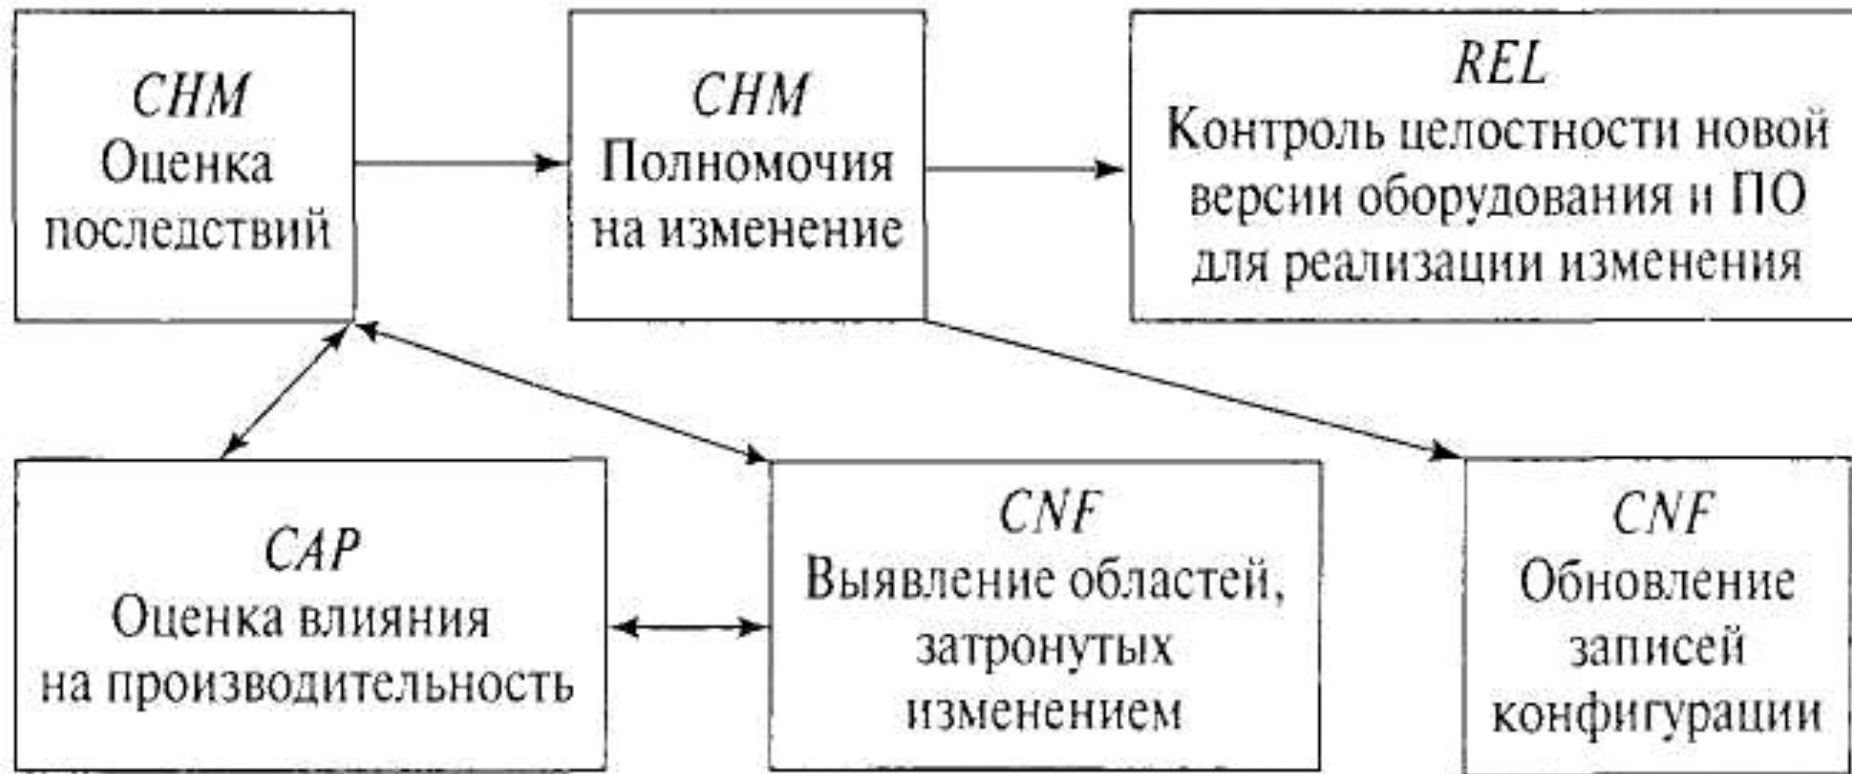 CHM
Оценка
последствий
CHM
Полномочия
на изменение
REL
Контроль целостности новой
версии оборудования и ПО
для реализации изменения
CAP
Оценка влияния
на производительность
CNF
Выявление областей,
затронутых
изменением
CNF
Обновление
записей
конфигурации